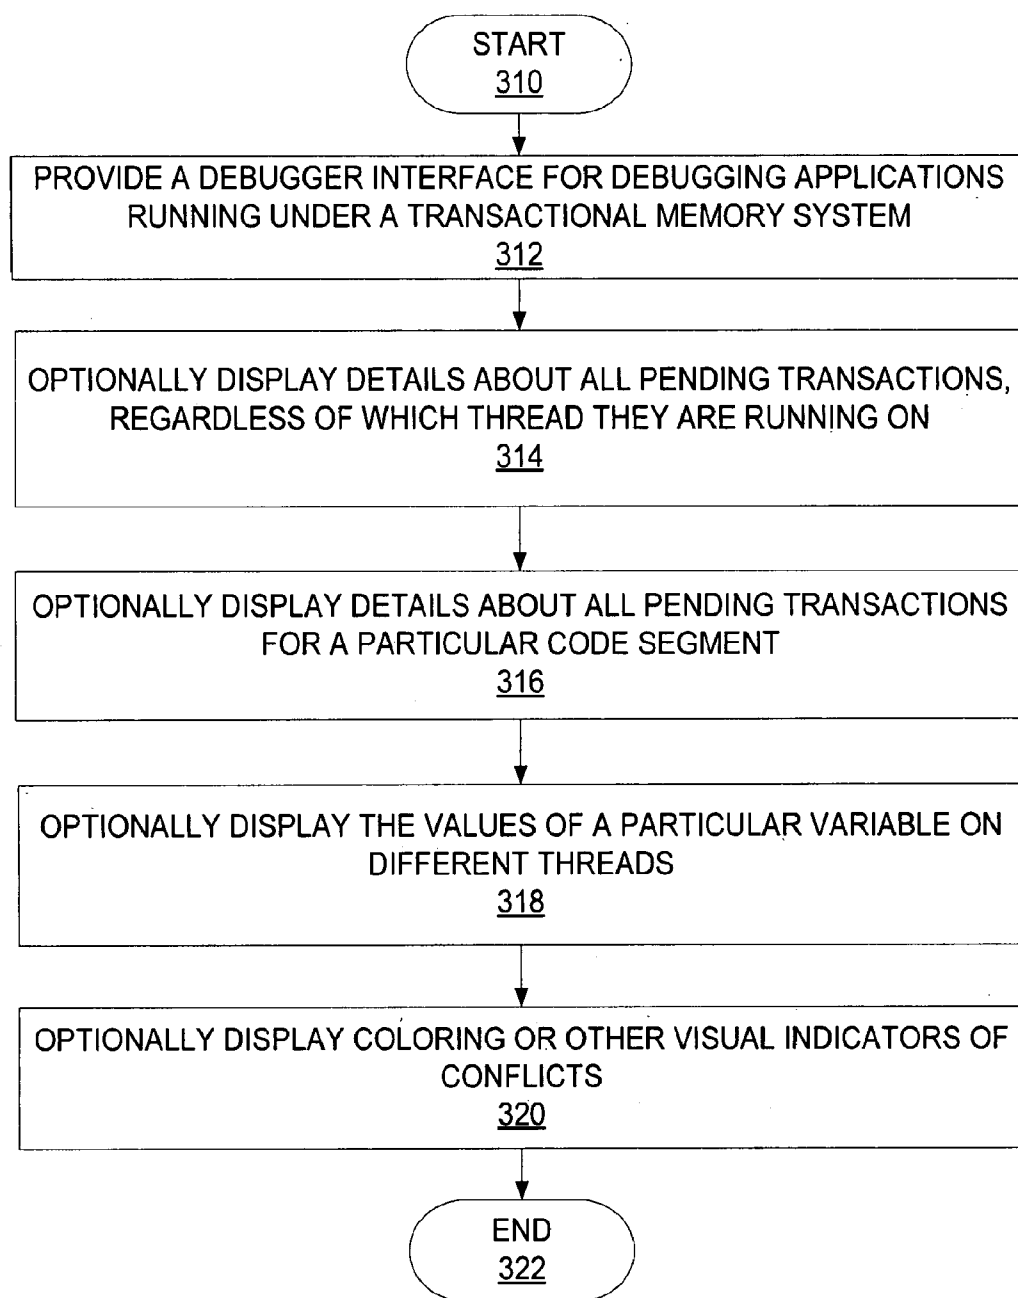 START
310
PROVIDE A DEBUGGER INTERFACE FOR DEBUGGING APPLICATIONS
RUNNING UNDER A TRANSACTIONAL MEMORY SYSTEM
312
OPTIONALLY DISPLAY DETAILS ABOUT ALL PENDING TRANSACTIONS,
REGARDLESS OF WHICH THREAD THEY ARE RUNNING ON
314
OPTIONALLY DISPLAY DETAILS ABOUT ALL PENDING TRANSACTIONS
FOR A PARTICULAR CODE SEGMENT
316
OPTIONALLY DISPLAY THE VALUES OF A PARTICULAR VARIABLE ON
DIFFERENT THREADS
318
OPTIONALLY DISPLAY COLORING OR OTHER VISUAL INDICATORS OF
CONFLICTS
320
END
322